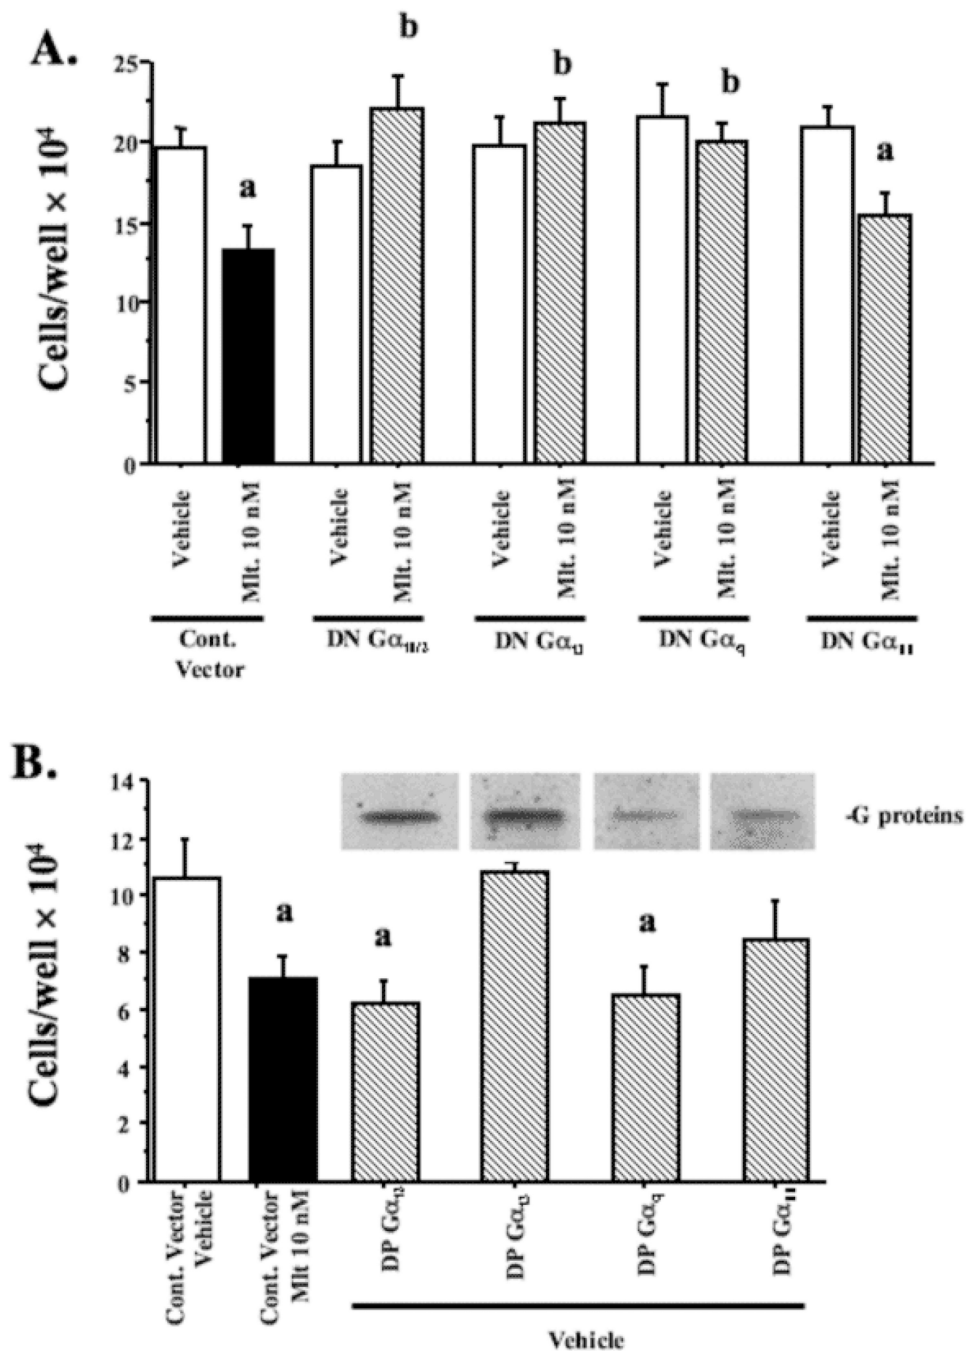 A.
b
b
b
a
a
25
20
15
10
5
0
Cells/well × 10⁴
Vehicle
Mlt. 10 nM
Vehicle
Mlt. 10 nM
Vehicle
Mlt. 10 nM
Vehicle
Mlt. 10 nM
Vehicle
Mlt. 10 nM
Cont.
Vector
DN Gα
DN Gα
DN Gαq
DN Gα11
B.
14
12
10
8
6
4
2
0
Cells/well × 10⁴
-G proteins
a
a
a
Cont. Vector
Vehicle
Cont. Vector
Mlt 10 nM
DP Gα
DP Gα
DP Gαq
DP Gα11
Vehicle